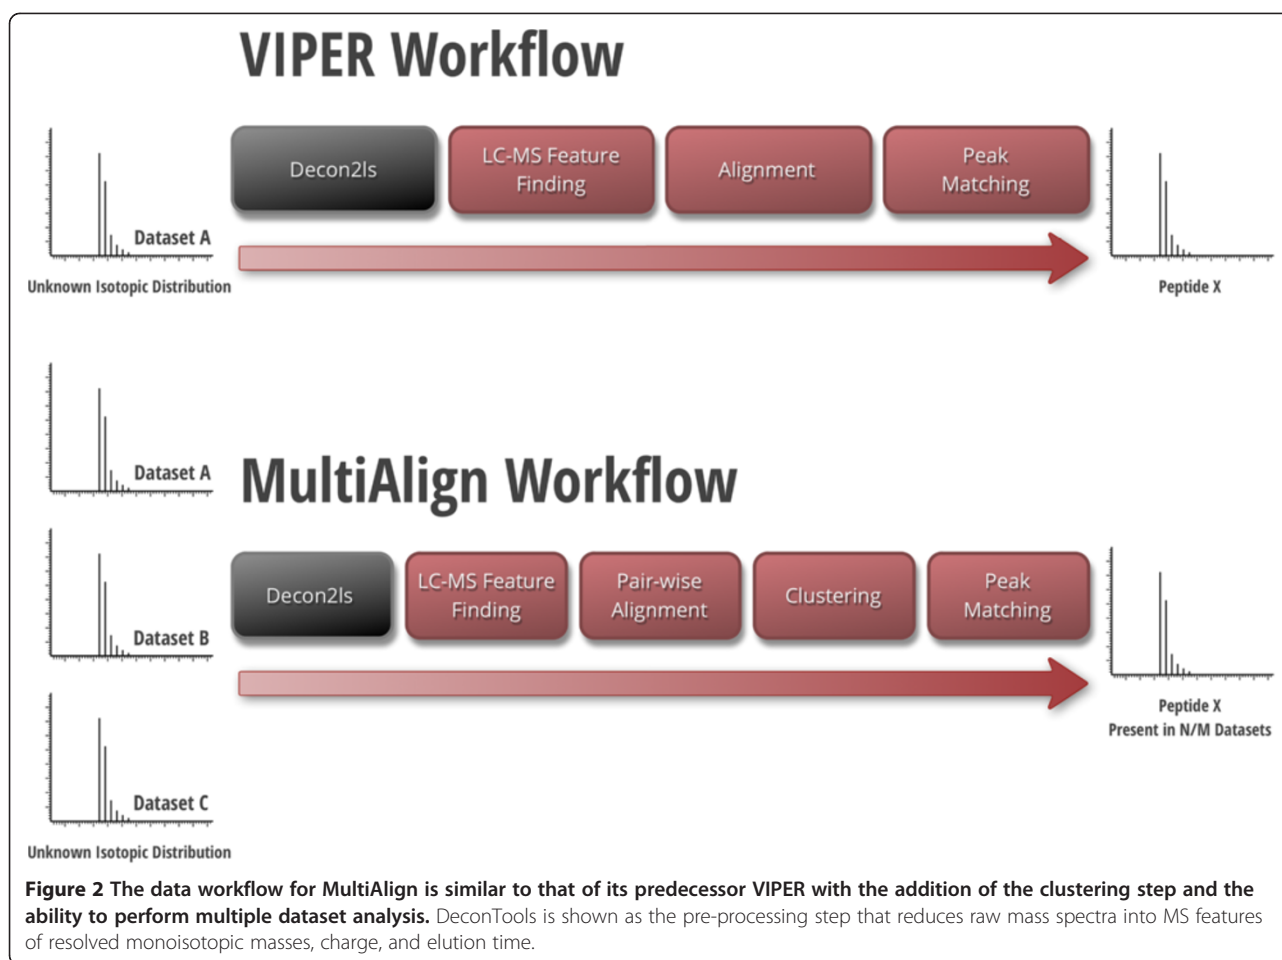 VIPER Workflow
Decon2ls
LC-MS Feature
Finding
Alignment
Peak
Matching
Dataset A
Unknown Isotopic Distribution
Peptide X
Dataset A
MultiAlign Workflow
Dataset B
Decon2ls
LC-MS Feature
Finding
Pair-wise
Alignment
Clustering
Peak
Matching
Peptide X
Present in N/M Datasets
Dataset C
Unknown Isotopic Distribution
Figure 2 The data workflow for MultiAlign is similar to that of its predecessor VIPER with the addition of the clustering step and the
ability to perform multiple dataset analysis. DeconTools is shown as the pre-processing step that reduces raw mass spectra into MS features
of resolved monoisotopic masses, charge, and elution time.